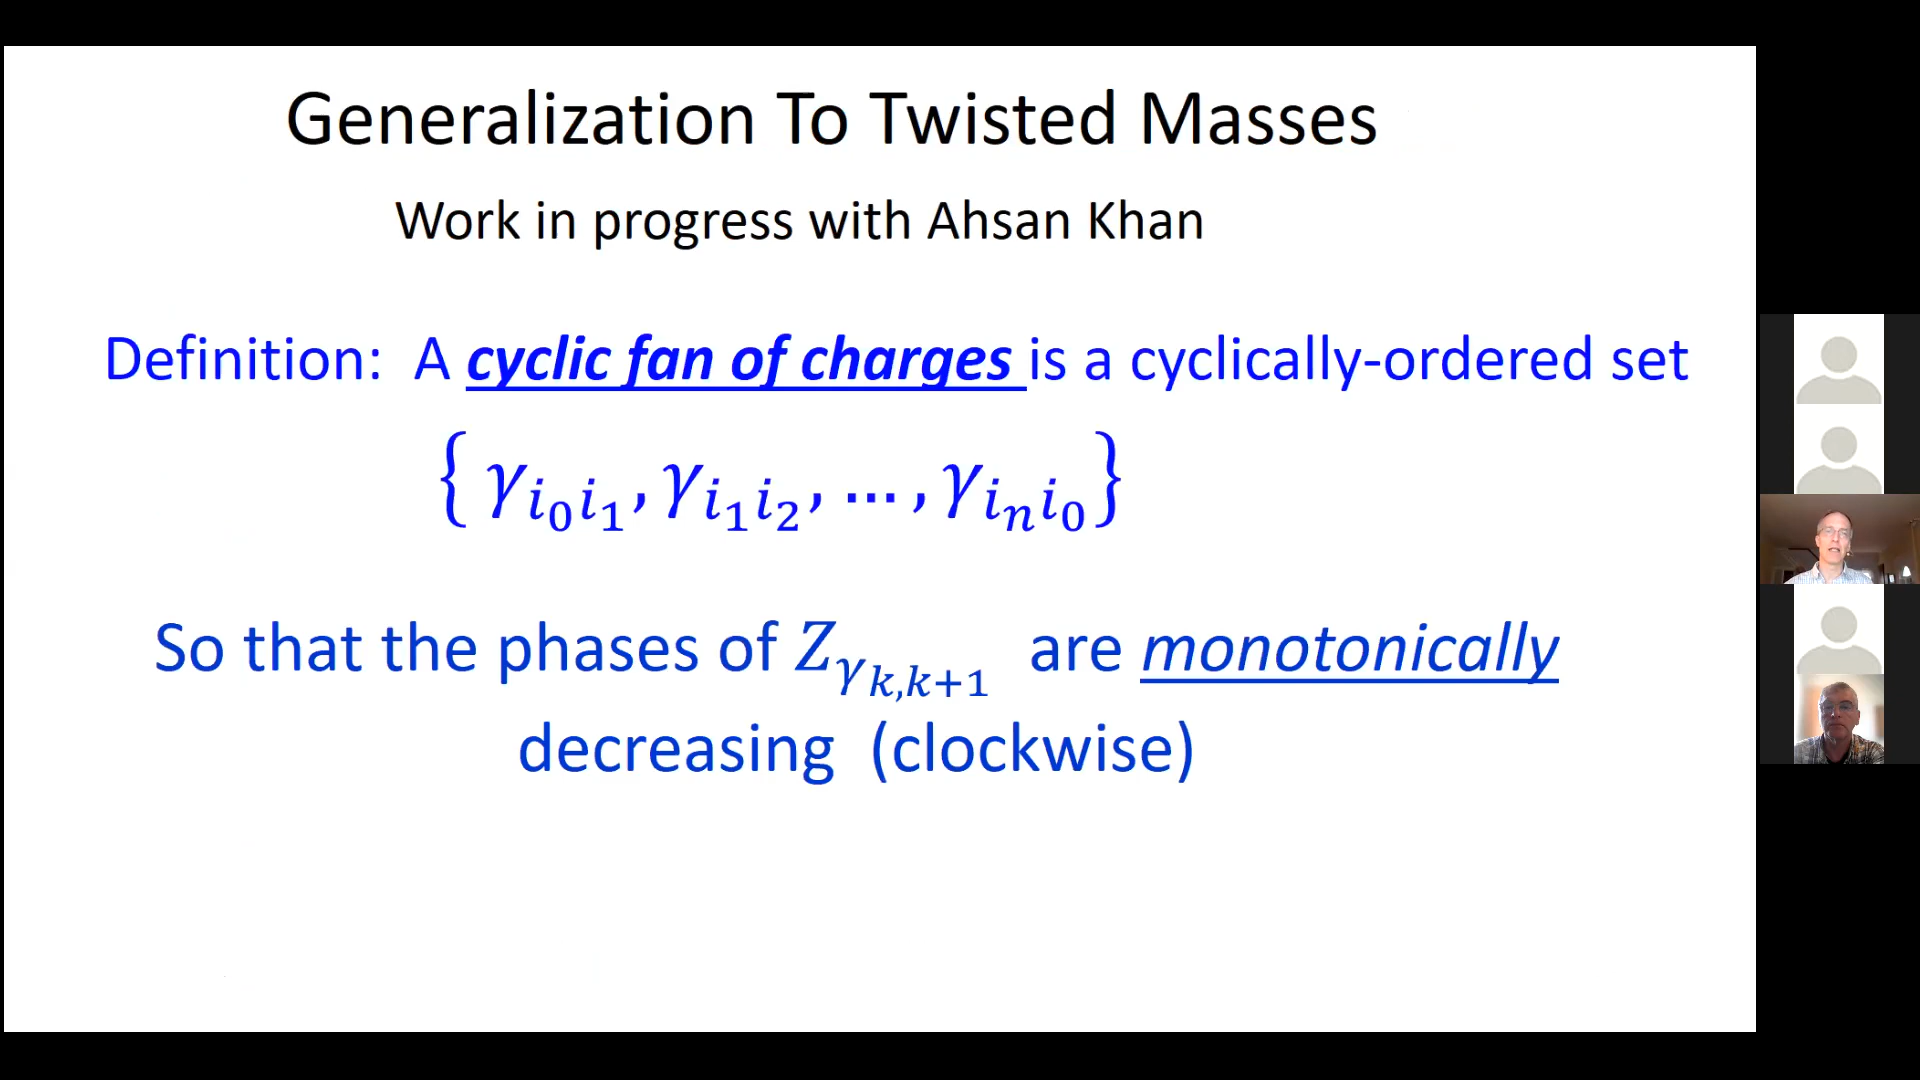 Generalization To Twisted Masses
Work in progress with Ahsan Khan
Definition: A cyclic fan of charges is a cyclically-ordered set
{ γ_{i_0 i_1}, γ_{i_1 i_2}, … , γ_{i_n i_0} }
So that the phases of Z_{γ_{k,k+1}} are monotonically
decreasing (clockwise)